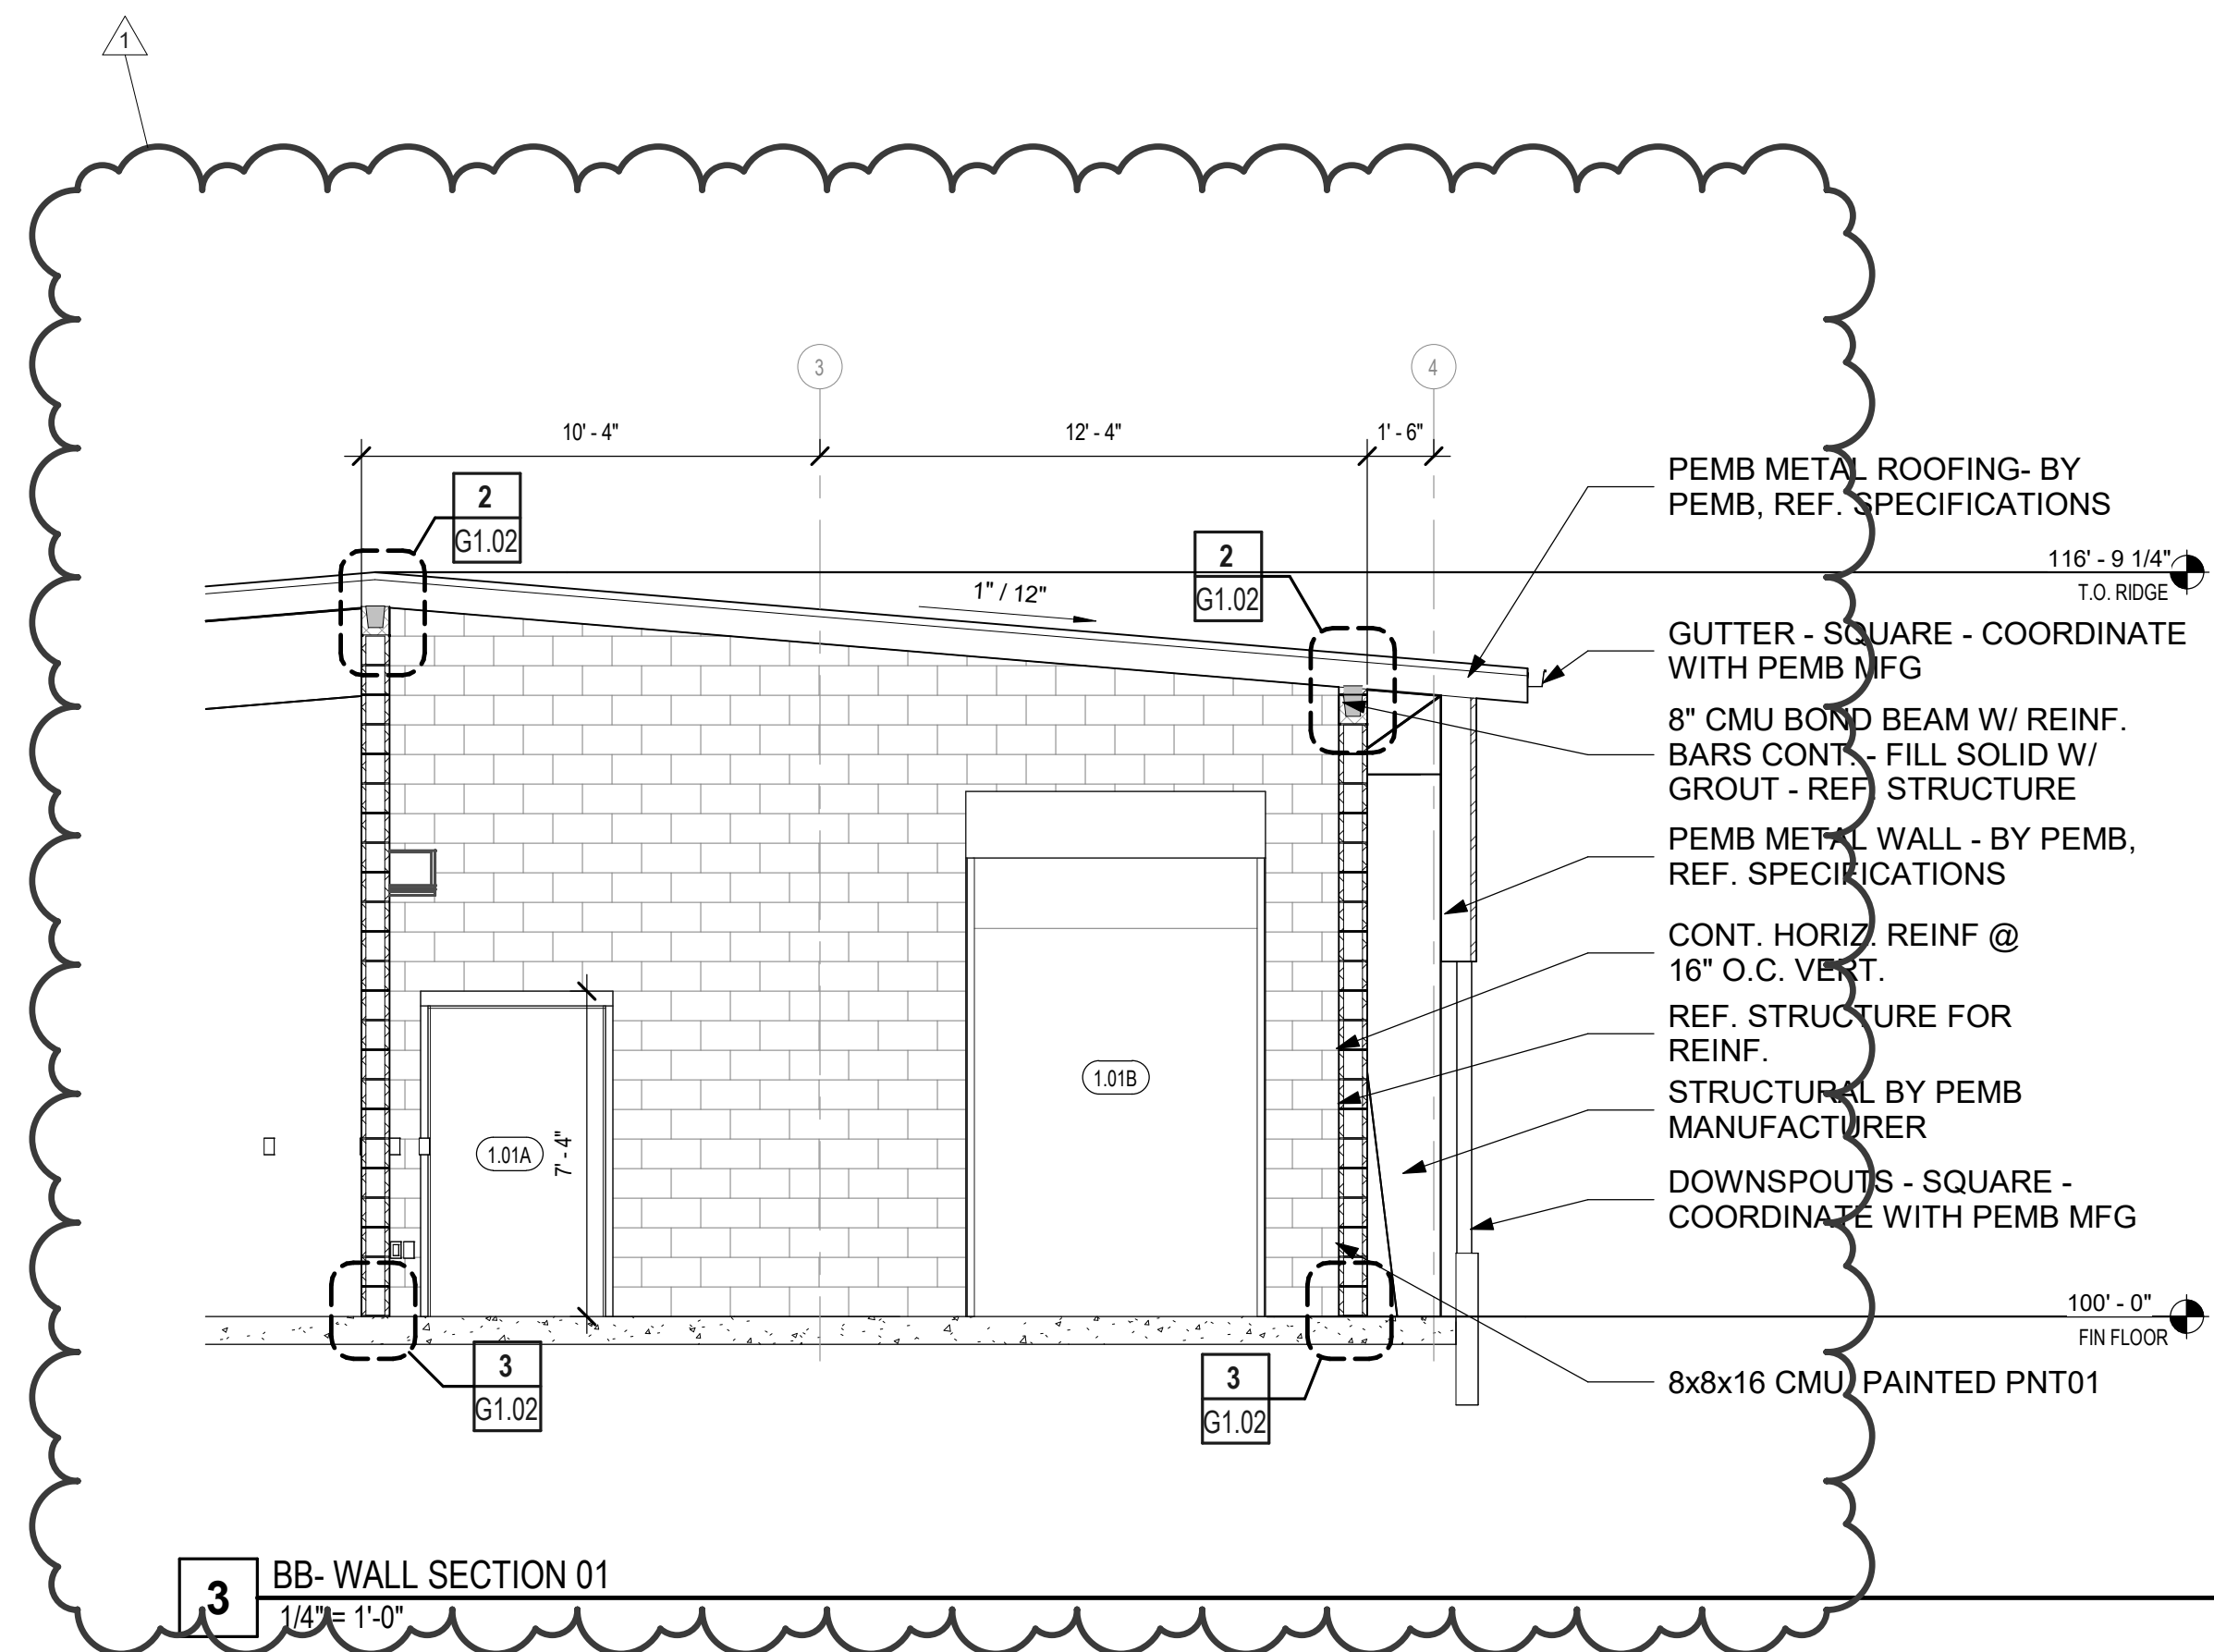 1
3
4
10' - 4"
12' - 4"
1' - 6"
2
G1.02
2
G1.02
1" / 12"
PEMB METAL ROOFING- BY
PEMB, REF. SPECIFICATIONS
116' - 9 1/4"
T.O. RIDGE
GUTTER - SQUARE - COORDINATE
WITH PEMB MFG
8" CMU BOND BEAM W/ REINF.
BARS CONT. - FILL SOLID W/
GROUT - REF. STRUCTURE
PEMB METAL WALL - BY PEMB,
REF. SPECIFICATIONS
CONT. HORIZ. REINF @
16" O.C. VERT.
REF. STRUCTURE FOR
REINF.
1.01B
STRUCTURAL BY PEMB
MANUFACTURER
1.01A
7' - 4"
DOWNSPOUTS - SQUARE -
COORDINATE WITH PEMB MFG
100' - 0"
FIN FLOOR
3
G1.02
3
G1.02
8x8x16 CMU, PAINTED PNT01
3
BB- WALL SECTION 01
1/4" = 1'-0"